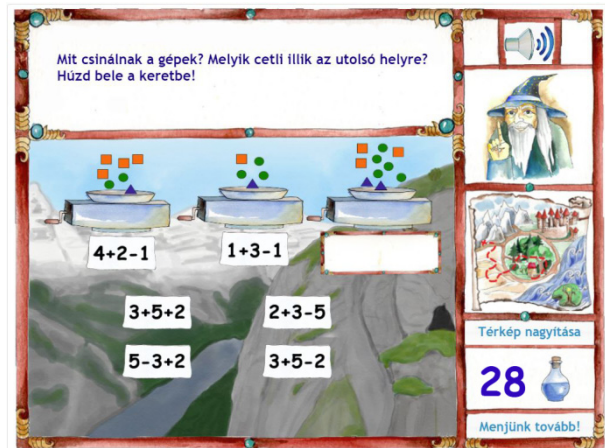 Mit csinálnak a gépek? Melyik cetli illik az utolsó helyre?
Húzd bele a keretbe!
4+2-1
1+3-1
3+5+2
2+3-5
5-3+2
3+5-2
Térkép nagyítása
28
Menjünk tovább!